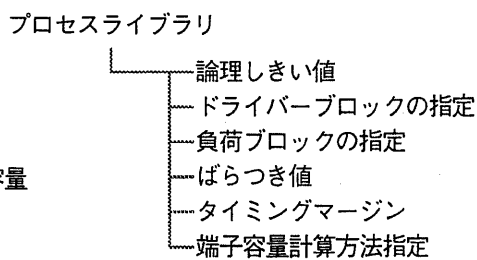 プロセスライブラリ
論理しきい値
ドライバーブロックの指定
負荷ブロックの指定
ばらつき値
容量
タイミングマージン
端子容量計算方法指定